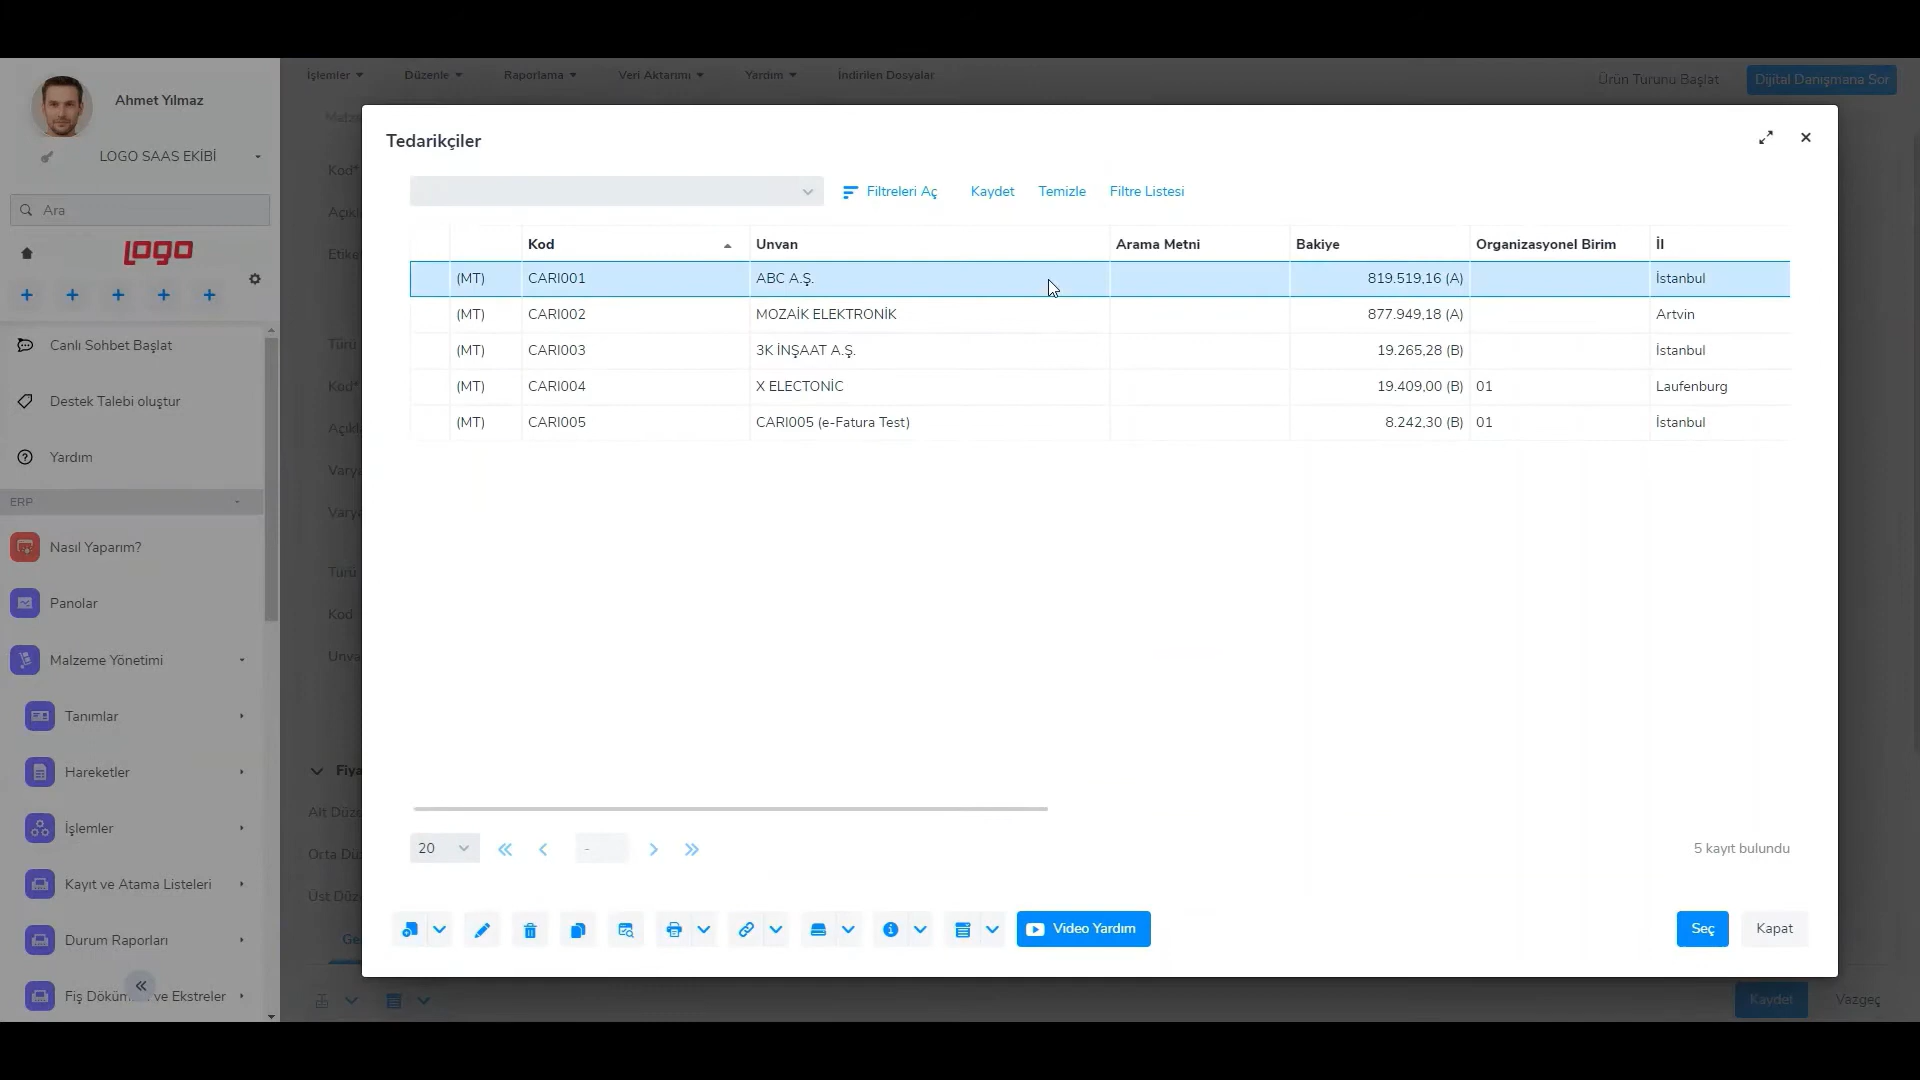 Ahmet Yılmaz
LOGO SAAS EKİBİ
Ara
LOGO
Canlı Sohbet Başlat
Destek Talebi oluştur
Yardım
ERP
Nasıl Yaparım?
Panolar
Malzeme Yönetimi
Tanımlar
Hareketler
İşlemler
Kayıt ve Atama Listeleri
Durum Raporları
ve Ekstreler
İşlemler Düzenle Raporlama Veri Aktarımı Yardım İndirilen Dosyalar
Ürün Turunu Başlat Dijital Danışmana Sor
Kod*
Türü
Kod*
Türü
Kod
Tedarikçiler
Filtreleri Aç Kaydet Temizle Filtre Listesi
Kod Unvan Arama Metni Bakiye Organizasyonel Birim İl
(MT) CARI001 ABC A.Ş. 819.519,16 (A) İstanbul
(MT) CARI002 MOZAİK ELEKTRONİK 877.949,18 (A) Artvin
(MT) CARI003 3K İNŞAAT A.Ş. 19.265,28 (B) İstanbul
(MT) CARI004 X ELECTONİC 19.409,00 (B) 01 Laufenburg
(MT) CARI005 CARI005 (e-Fatura Test) 8.242,30 (B) 01 İstanbul
20 - 5 kayıt bulundu
Video Yardım Seç Kapat
Kaydet Vazgeç